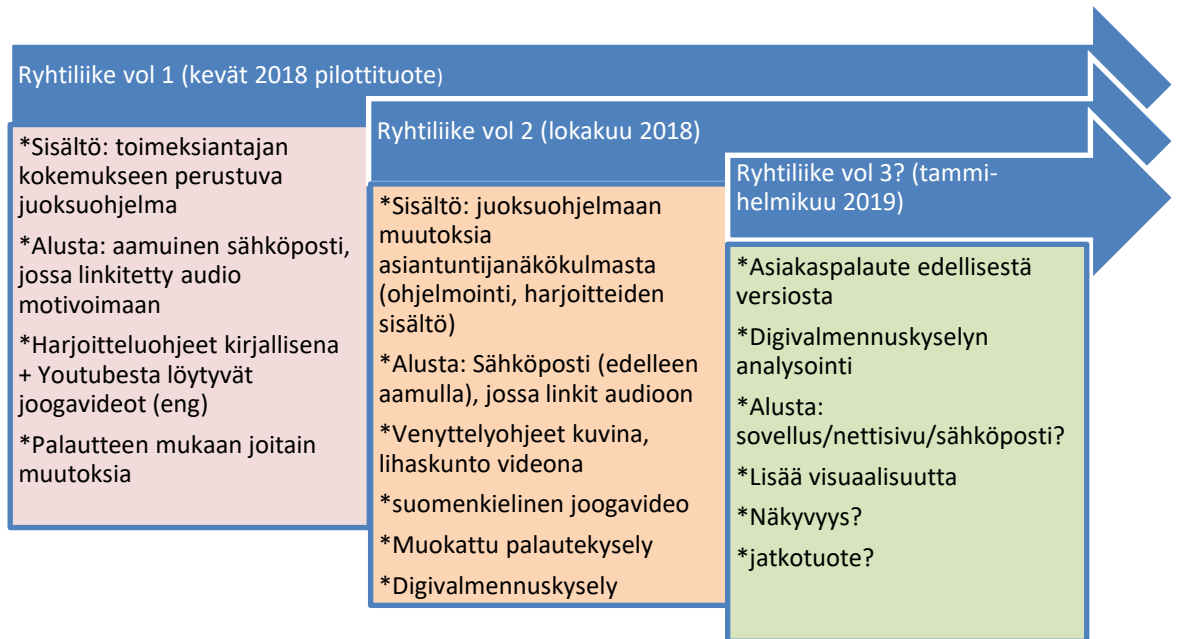 Ryhtiliike vol 1 (kevät 2018 pilottituote)
*Sisältö: toimeksiantajan
kokemukseen perustuva
juoksuohjelma
*Alusta: aamuinen sähköposti,
jossa linkitetty audio
motivoimaan
*Harjoitteluohjeet kirjallisena
+ Youtubesta löytyvät
joogavideot (eng)
*Palautteen mukaan joitain
muutoksia
Ryhtiliike vol 2 (lokakuu 2018)
*Sisältö: juoksuohjelmaan
muutoksia
asiantuntijanäkökulmasta
(ohjelmointi, harjoitteiden
sisältö)
*Alusta: Sähköposti (edelleen
aamulla), jossa linkit audioon
*Venyttelyohjeet kuvina,
lihaskunto videona
*suomenkielinen joogavideo
*Muokattu palautekysely
*Digivalmennuskysely
Ryhtiliike vol 3? (tammi-
helmikuu 2019)
*Asiakaspalaute edellisestä
versiosta
*Digivalmennuskyselyn
analysointi
*Alusta:
sovellus/nettisivu/sähköposti?
*Lisää visuaalisuutta
*Näkyvyys?
*jatkotuote?